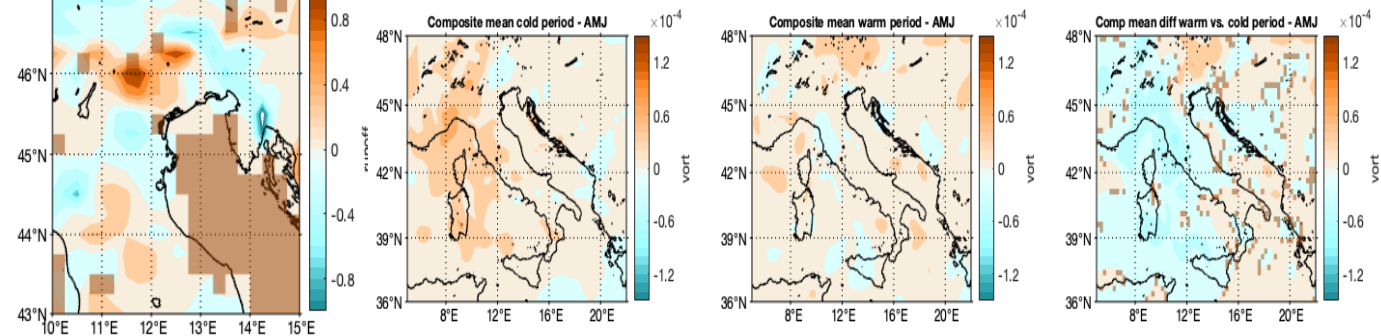 0.8
0.4
0
-0.4
-0.8
46°N
45°N
44°N
43°N
10°E 11°E 12°E 13°E 14°E 15°E
runoff
Composite mean cold period - AMJ
×10-4
48°N
45°N
42°N
39°N
36°N
8°E 12°E 16°E 20°E
1.2
0.6
0
-0.6
-1.2
vort
Composite mean warm period - AMJ
×10-4
48°N
45°N
42°N
39°N
36°N
8°E 12°E 16°E 20°E
1.2
0.6
0
-0.6
-1.2
vort
Comp mean diff warm vs. cold period - AMJ
×10-4
48°N
45°N
42°N
39°N
36°N
8°E 12°E 16°E 20°E
1.2
0.6
0
-0.6
-1.2
vort